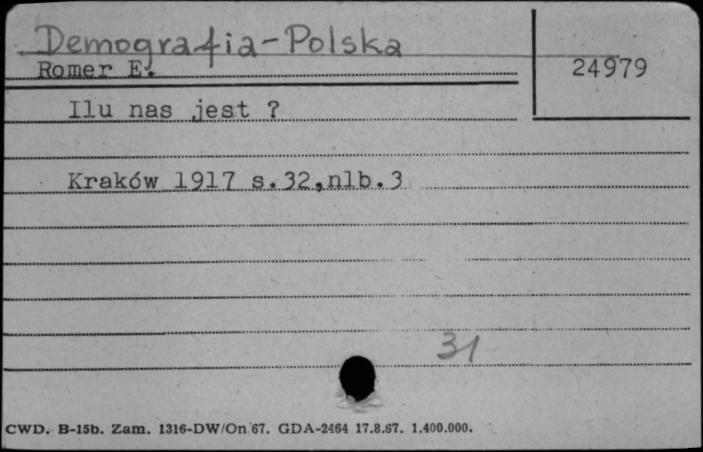 Demografia-Polska
Romer E.
24979
Ilu nas jest ?
Kraków 1917 s.32,nlb.3
31
CWD. B-15b. Zam. 1316-DW/On 67. GDA-2464 17.8.67. 1.400.000.